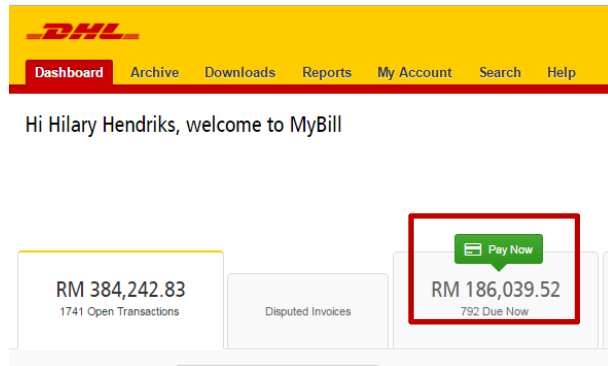 DHL
Dashboard Archive Downloads Reports My Account Search Help
Hi Hilary Hendriks, welcome to MyBill
Pay Now
RM 384,242.83
1741 Open Transactions
Disputed Invoices
RM 186,039.52
792 Due Now